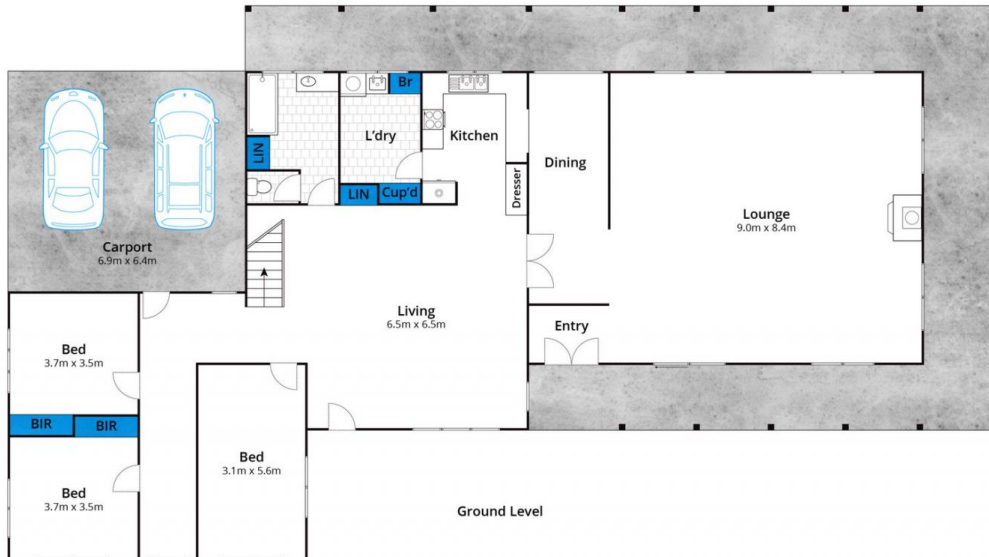 Br
L'dry
Kitchen
LIN
Dining
LIN
Cup'd
Dresser
Lounge
9.0m x 8.4m
Carport
6.9m x 6.4m
Living
6.5m x 6.5m
Entry
Bed
3.7m x 3.5m
BIR
BIR
Bed
3.1m x 5.6m
Bed
3.7m x 3.5m
Ground Level